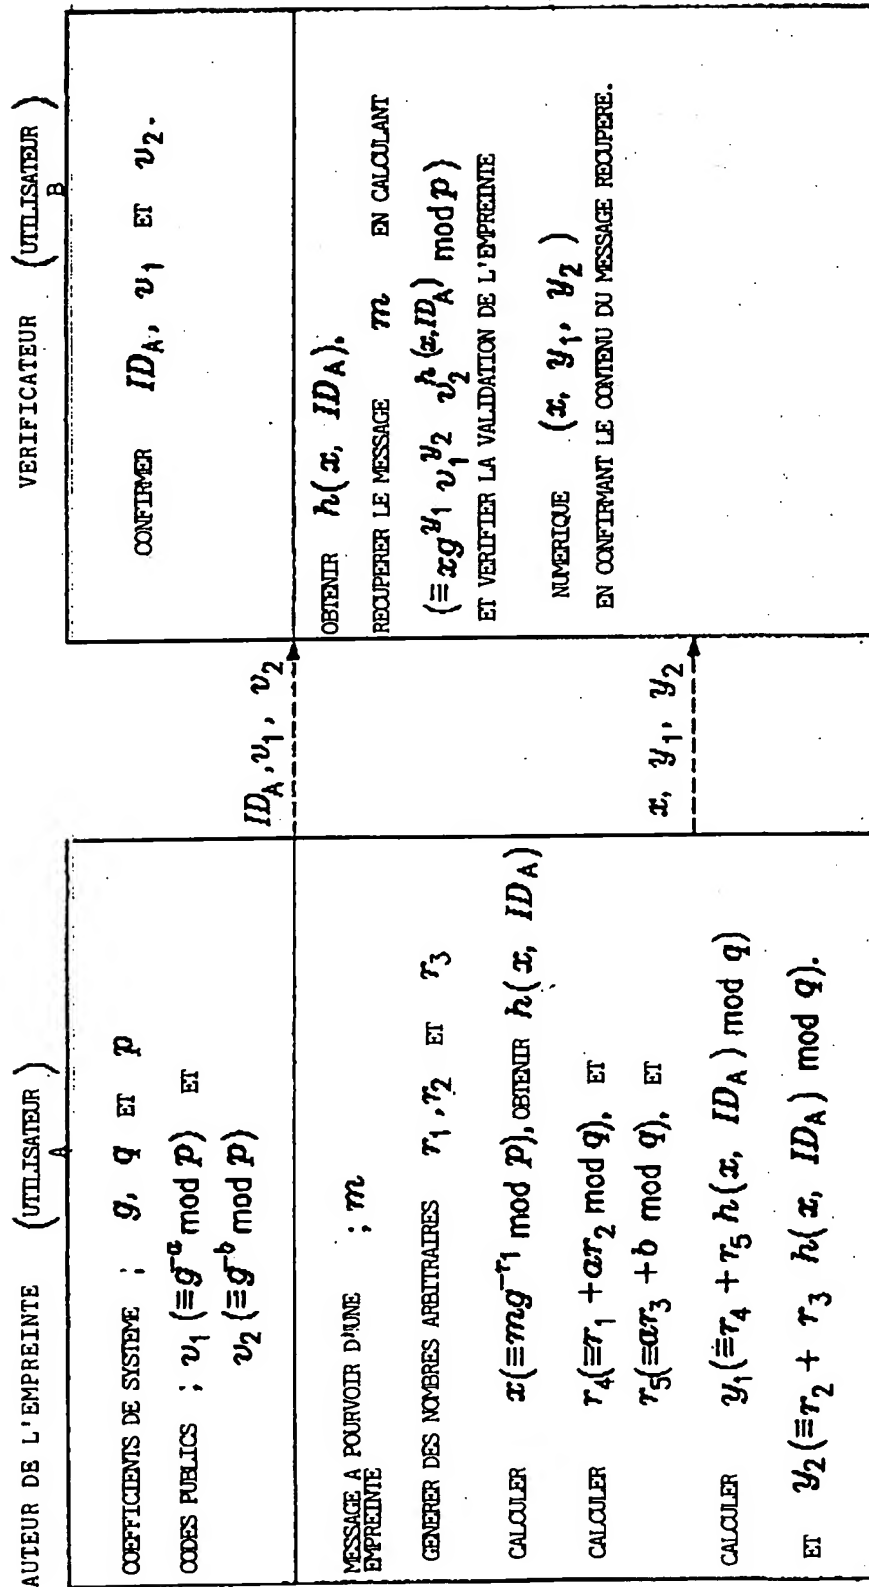 AUTEUR DE L'EMPREINTE (UTILISATEUR A)
COEFFICIENTS DE SYSTEME ; g, q ET p
CODES PUBLICS ; v₁ (≡g⁻ᵃ mod p) ET
v₂ (≡g⁻ᵇ mod p)
MESSAGE A POURVOIR D'UNE EMPREINTE ; m
GENERER DES NOMBRES ARBITRAIRES r₁, r₂ ET r₃
CALCULER x(≡mg^{-r₁} mod p), OBTENIR h(x, ID_A)
CALCULER r₄(≡r₁ +ar₂ mod q), ET
r₅(≡ar₃ +b mod q), ET
CALCULER y₁(≡r₄ + r₅ h(x, ID_A) mod q)
ET y₂(≡r₂ + r₃ h(x, ID_A) mod q).
ID_A, v₁, v₂
x, y₁, y₂
VERIFICATEUR (UTILISATEUR B)
CONFIRMER ID_A, v₁ ET v₂.
OBTENIR h(x, ID_A).
RECUPERER LE MESSAGE m EN CALCULANT
(≡xg^{y₁} v₁^{y₂} v₂^{h(x,ID_A)} mod p)
ET VERIFIER LA VALIDATION DE L'EMPREINTE
NUMERIQUE (x, y₁, y₂)
EN CONFIRMANT LE CONTENU DU MESSAGE RECUPERE.